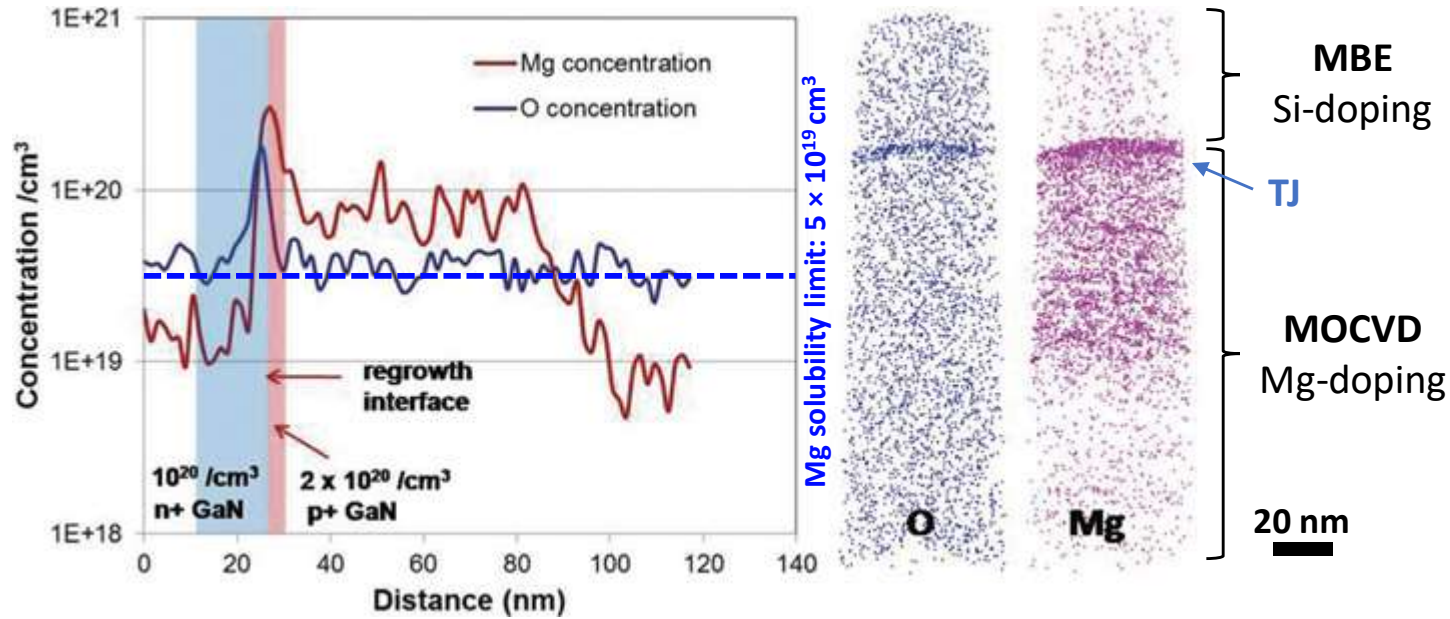 1E+21
1E+20
1E+19
1E+18
Concentration /cm³
Mg concentration
O concentration
regrowth
interface
10²⁰ /cm³
n+ GaN
2 x 10²⁰ /cm³
p+ GaN
0
20
40
60
80
100
120
140
Distance (nm)
Mg solubility limit: 5 × 10¹⁹ cm³
O
Mg
MBE
Si-doping
TJ
MOCVD
Mg-doping
20 nm